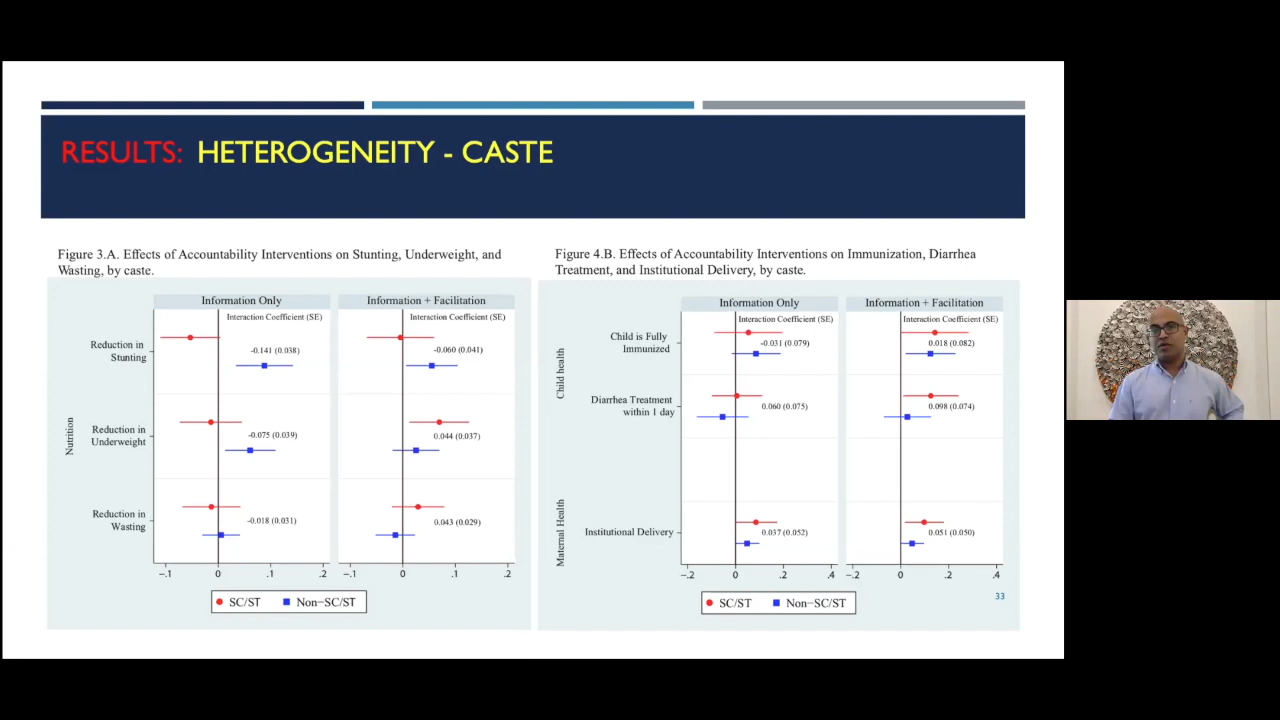 RESULTS: HETEROGENEITY - CASTE
Figure 3.A. Effects of Accountability Interventions on Stunting, Underweight, and
Wasting, by caste.
Information Only
Information + Facilitation
Interaction Coefficient (SE)
Interaction Coefficient (SE)
Nutrition
Reduction in
Stunting
-0.141 (0.038)
-0.060 (0.041)
Reduction in
Underweight
-0.075 (0.039)
0.044 (0.037)
Reduction in
Wasting
-0.018 (0.031)
0.043 (0.029)
−.1 0 .1 .2
−.1 0 .1 .2
SC/ST Non−SC/ST
Figure 4.B. Effects of Accountability Interventions on Immunization, Diarrhea
Treatment, and Institutional Delivery, by caste.
Information Only
Information + Facilitation
Interaction Coefficient (SE)
Interaction Coefficient (SE)
Child health
Child is Fully
Immunized
-0.031 (0.079)
0.018 (0.082)
Diarrhea Treatment
within 1 day
0.060 (0.075)
0.098 (0.074)
Maternal Health
Institutional Delivery
0.037 (0.052)
0.051 (0.050)
−.2 0 .2 .4
−.2 0 .2 .4
SC/ST Non−SC/ST
33